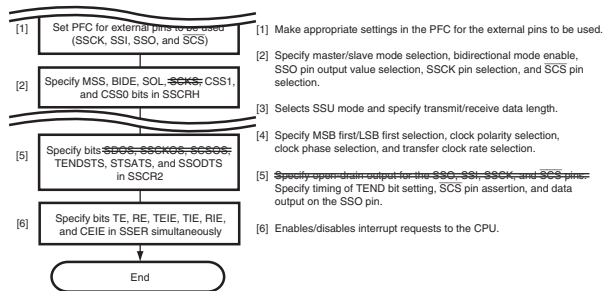 [1] Set PFC for external pins to be used
(SSCK, SSI, SSO, and SCS)
[2] Specify MSS, BIDE, SOL, SCKS, CSS1,
and CSS0 bits in SSCRH
[5] Specify bits SDOS, SSCKOS, SCSOS,
TENDSTS, STSATS, and SSODTS
in SSCR2
[6] Specify bits TE, RE, TEIE, TIE, RIE,
and CEIE in SSER simultaneously
End
[1] Make appropriate settings in the PFC for the external pins to be used.
[2] Specify master/slave mode selection, bidirectional mode enable,
SSO pin output value selection, SSCK pin selection, and SCS pin
selection.
[3] Selects SSU mode and specify transmit/receive data length.
[4] Specify MSB first/LSB first selection, clock polarity selection,
clock phase selection, and transfer clock rate selection.
[5] Specify open-drain output for the SSO, SSI, SSCK, and SCS pins.
Specify timing of TEND bit setting, SCS pin assertion, and data
output on the SSO pin.
[6] Enables/disables interrupt requests to the CPU.